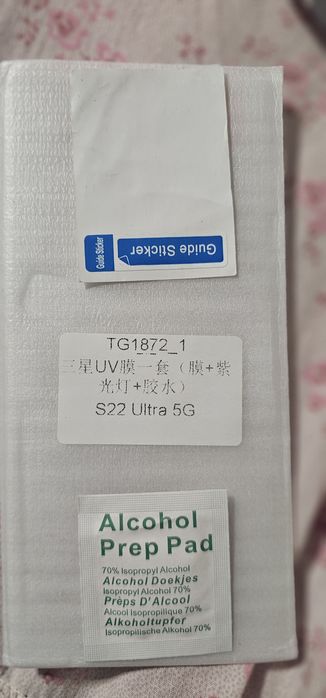 Guide Sticker
Guide Sticker
TG1872_1
三星UV膜一套（膜+紫
光灯+胶水）
S22 Ultra 5G
Alcohol
Prep Pad
70% Isopropyl Alcohol
Alcohol Doekjes
Isopropyl Alcohol 70%
Prèps D'Alcool
Alcool Isopropilique 70%
Alkoholtupfer
Isopropilische Alkohol 70%